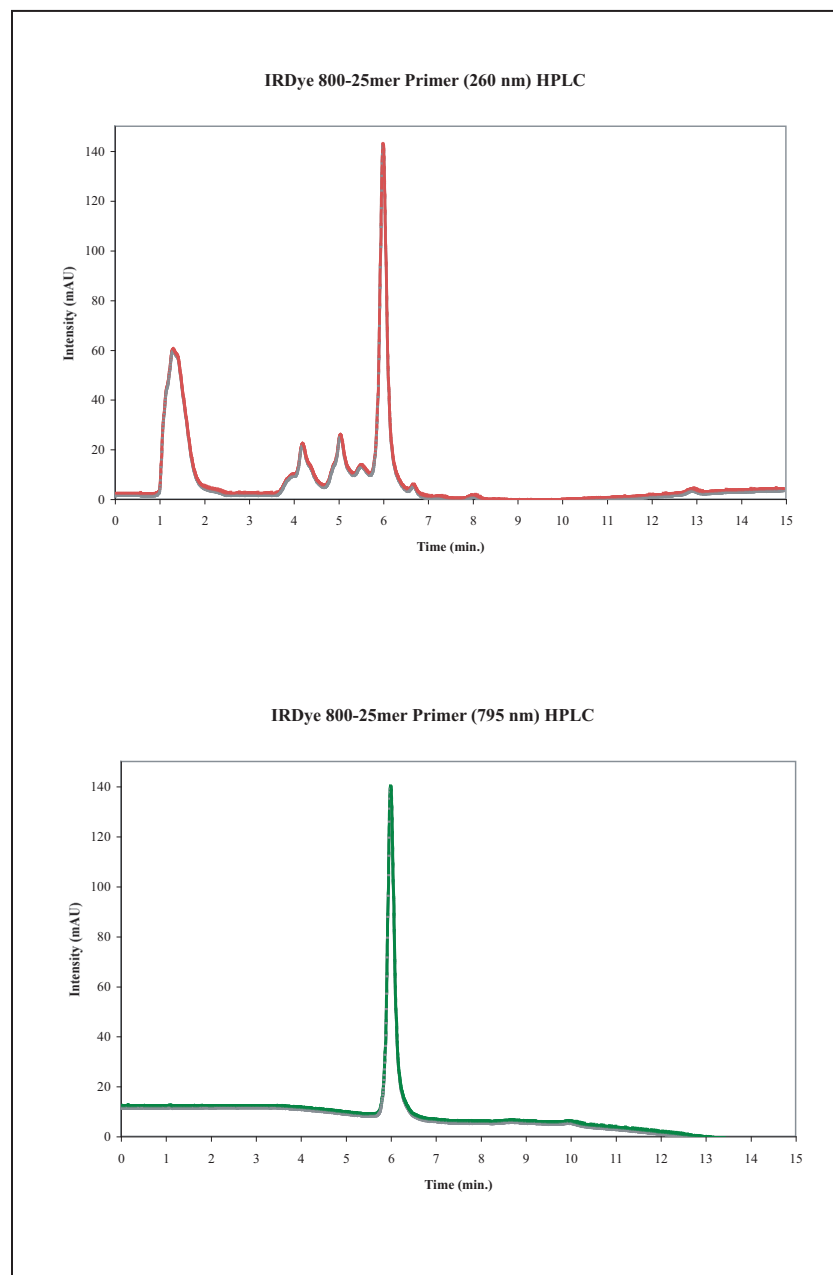 IRDye 800-25mer Primer (260 nm) HPLC
140
120
100
80
60
40
20
0
Intensity (mAU)
0 1 2 3 4 5 6 7 8 9 10 11 12 13 14 15
Time (min.)
IRDye 800-25mer Primer (795 nm) HPLC
140
120
100
80
60
40
20
0
Intensity (mAU)
0 1 2 3 4 5 6 7 8 9 10 11 12 13 14 15
Time (min.)